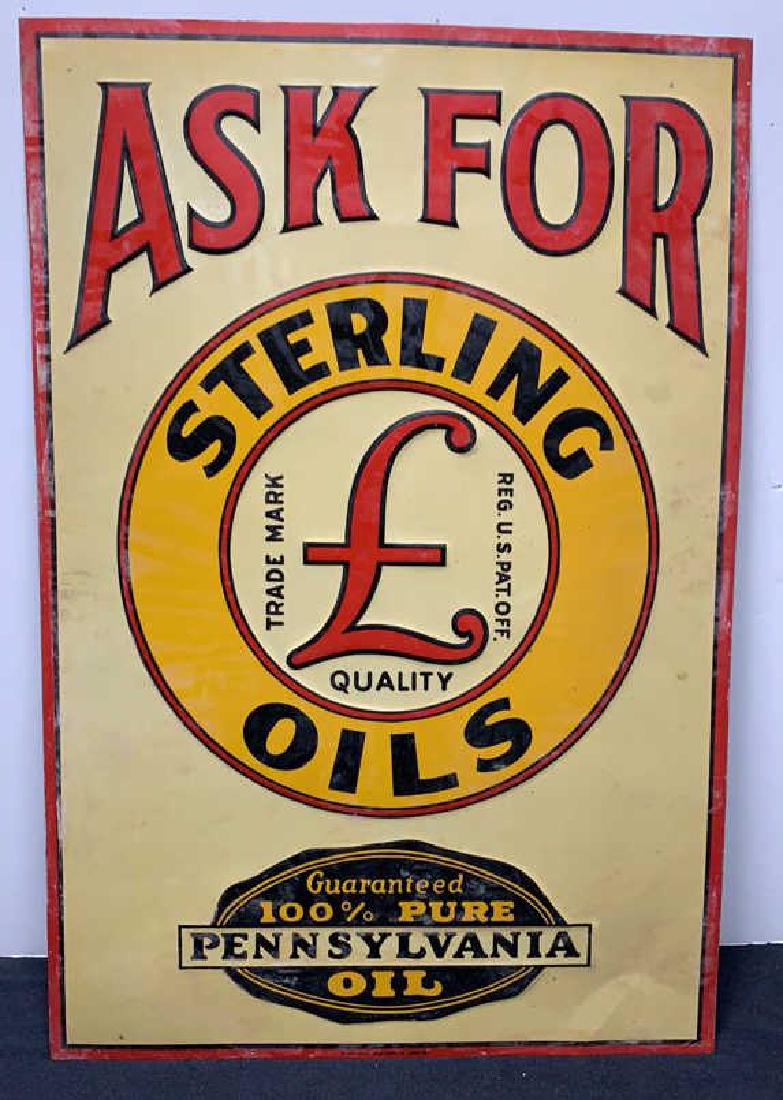 ASK FOR
STERLING
TRADE MARK
£
REG. U.S. PAT. OFF.
QUALITY
OILS
Guaranteed
100% PURE
PENNSYLVANIA
OIL